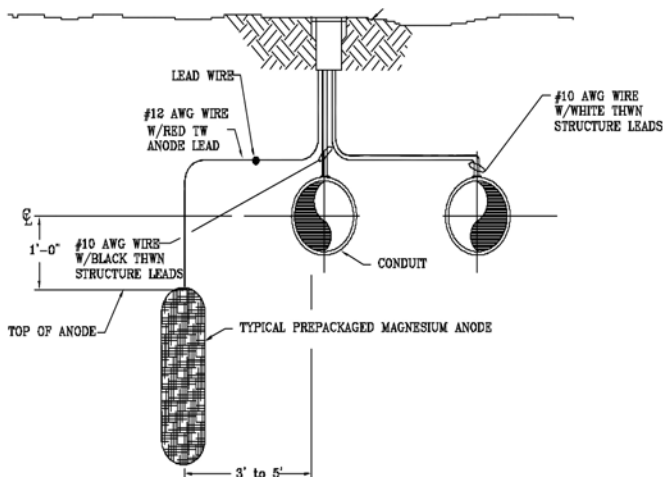 LEAD WIRE
#12 AWG WIRE
W/RED TW
ANODE LEAD
#10 AWG WIRE
W/WHITE THWN
STRUCTURE LEADS
℄
1'-0"
#10 AWG WIRE
W/BLACK THWN
STRUCTURE LEADS
CONDUIT
TOP OF ANODE
TYPICAL PREPACKAGED MAGNESIUM ANODE
3' to 5'